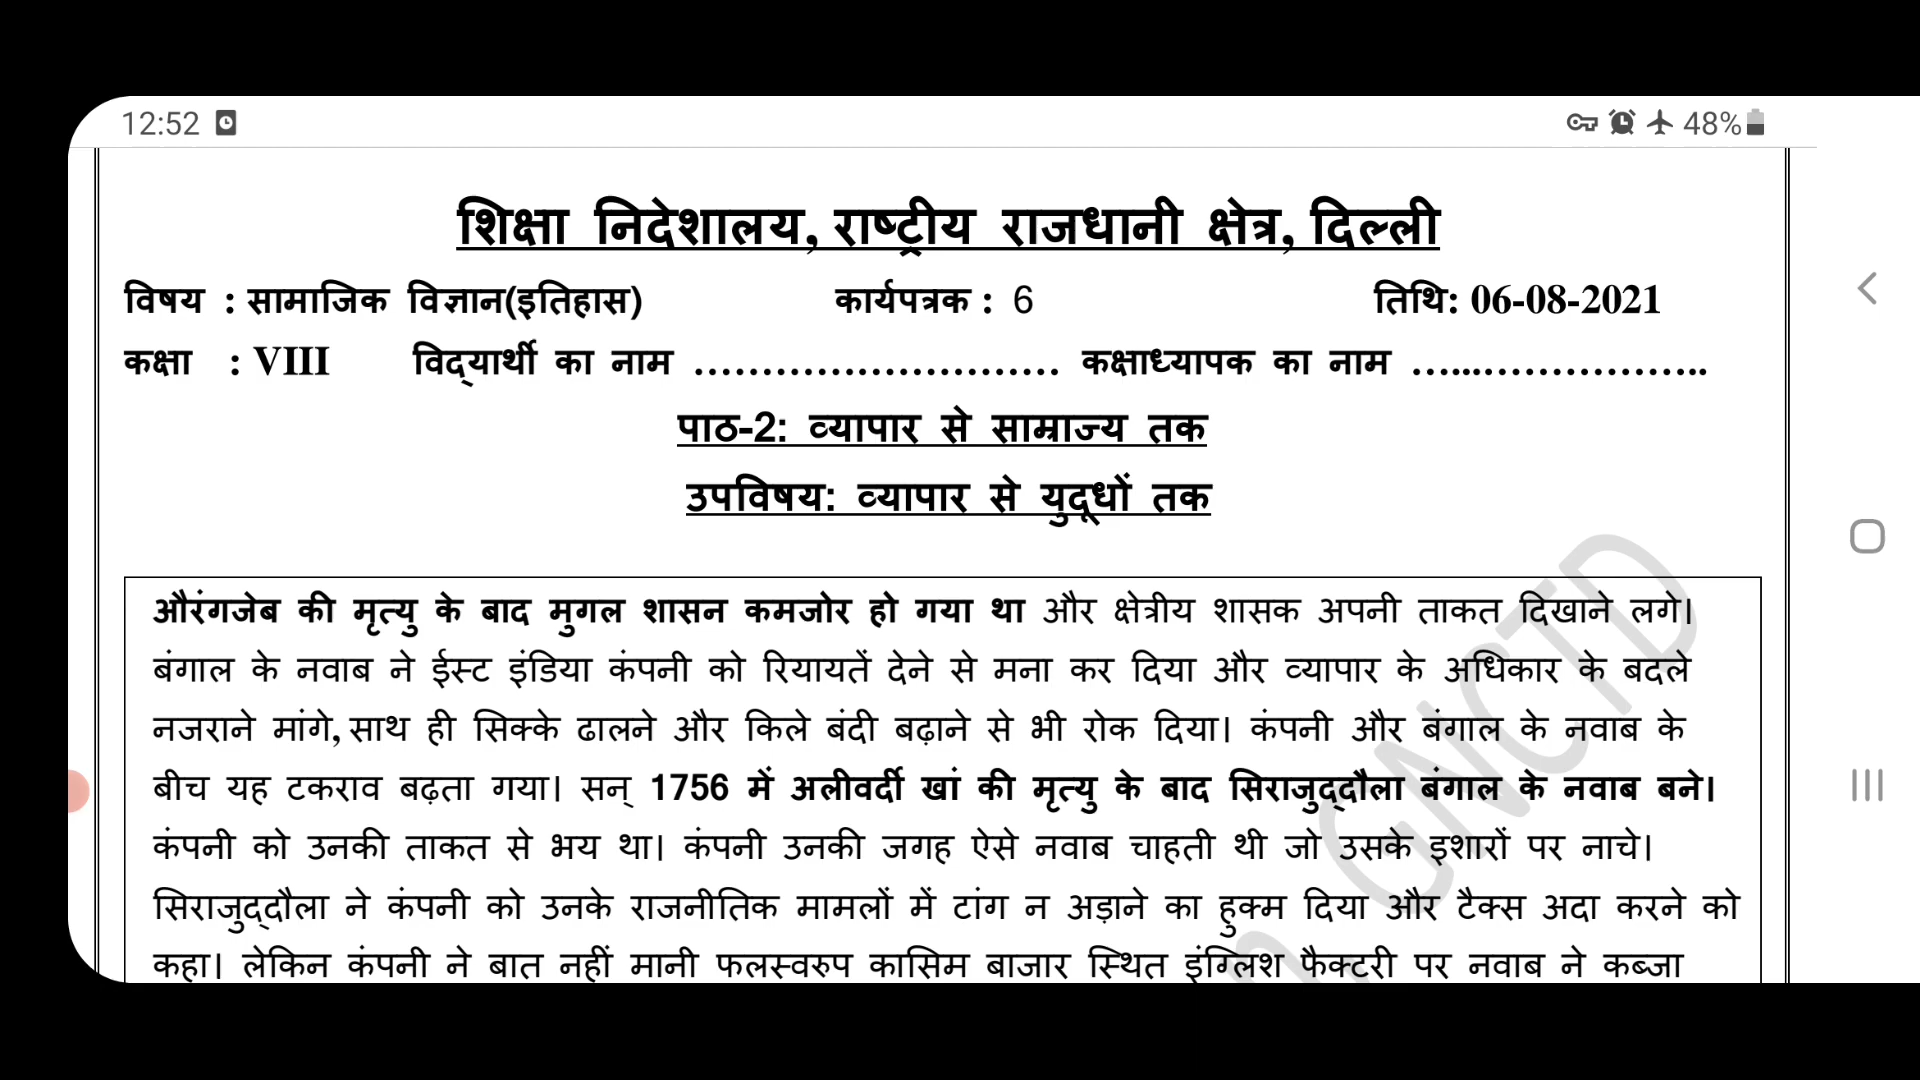 12:52
48%
शिक्षा निदेशालय, राष्ट्रीय राजधानी क्षेत्र, दिल्ली
विषय : सामाजिक विज्ञान(इतिहास) कार्यपत्रक : 6 तिथि: 06-08-2021
कक्षा : VIII विद्यार्थी का नाम ………………………… कक्षाध्यापक का नाम …...……………..
पाठ-2: व्यापार से साम्राज्य तक
उपविषय: व्यापार से युद्धों तक
औरंगजेब की मृत्यु के बाद मुगल शासन कमजोर हो गया था और क्षेत्रीय शासक अपनी ताकत दिखाने लगे।
बंगाल के नवाब ने ईस्ट इंडिया कंपनी को रियायतें देने से मना कर दिया और व्यापार के अधिकार के बदले
नजराने मांगे, साथ ही सिक्के ढालने और किले बंदी बढ़ाने से भी रोक दिया। कंपनी और बंगाल के नवाब के
बीच यह टकराव बढ़ता गया। सन् 1756 में अलीवर्दी खां की मृत्यु के बाद सिराजुद्दौला बंगाल के नवाब बने।
कंपनी को उनकी ताकत से भय था। कंपनी उनकी जगह ऐसे नवाब चाहती थी जो उसके इशारों पर नाचे।
सिराजुद्दौला ने कंपनी को उनके राजनीतिक मामलों में टांग न अड़ाने का हुक्म दिया और टैक्स अदा करने को
कहा। लेकिन कंपनी ने बात नहीं मानी फलस्वरुप कासिम बाजार स्थित इंग्लिश फैक्टरी पर नवाब ने कब्जा
GNCTD